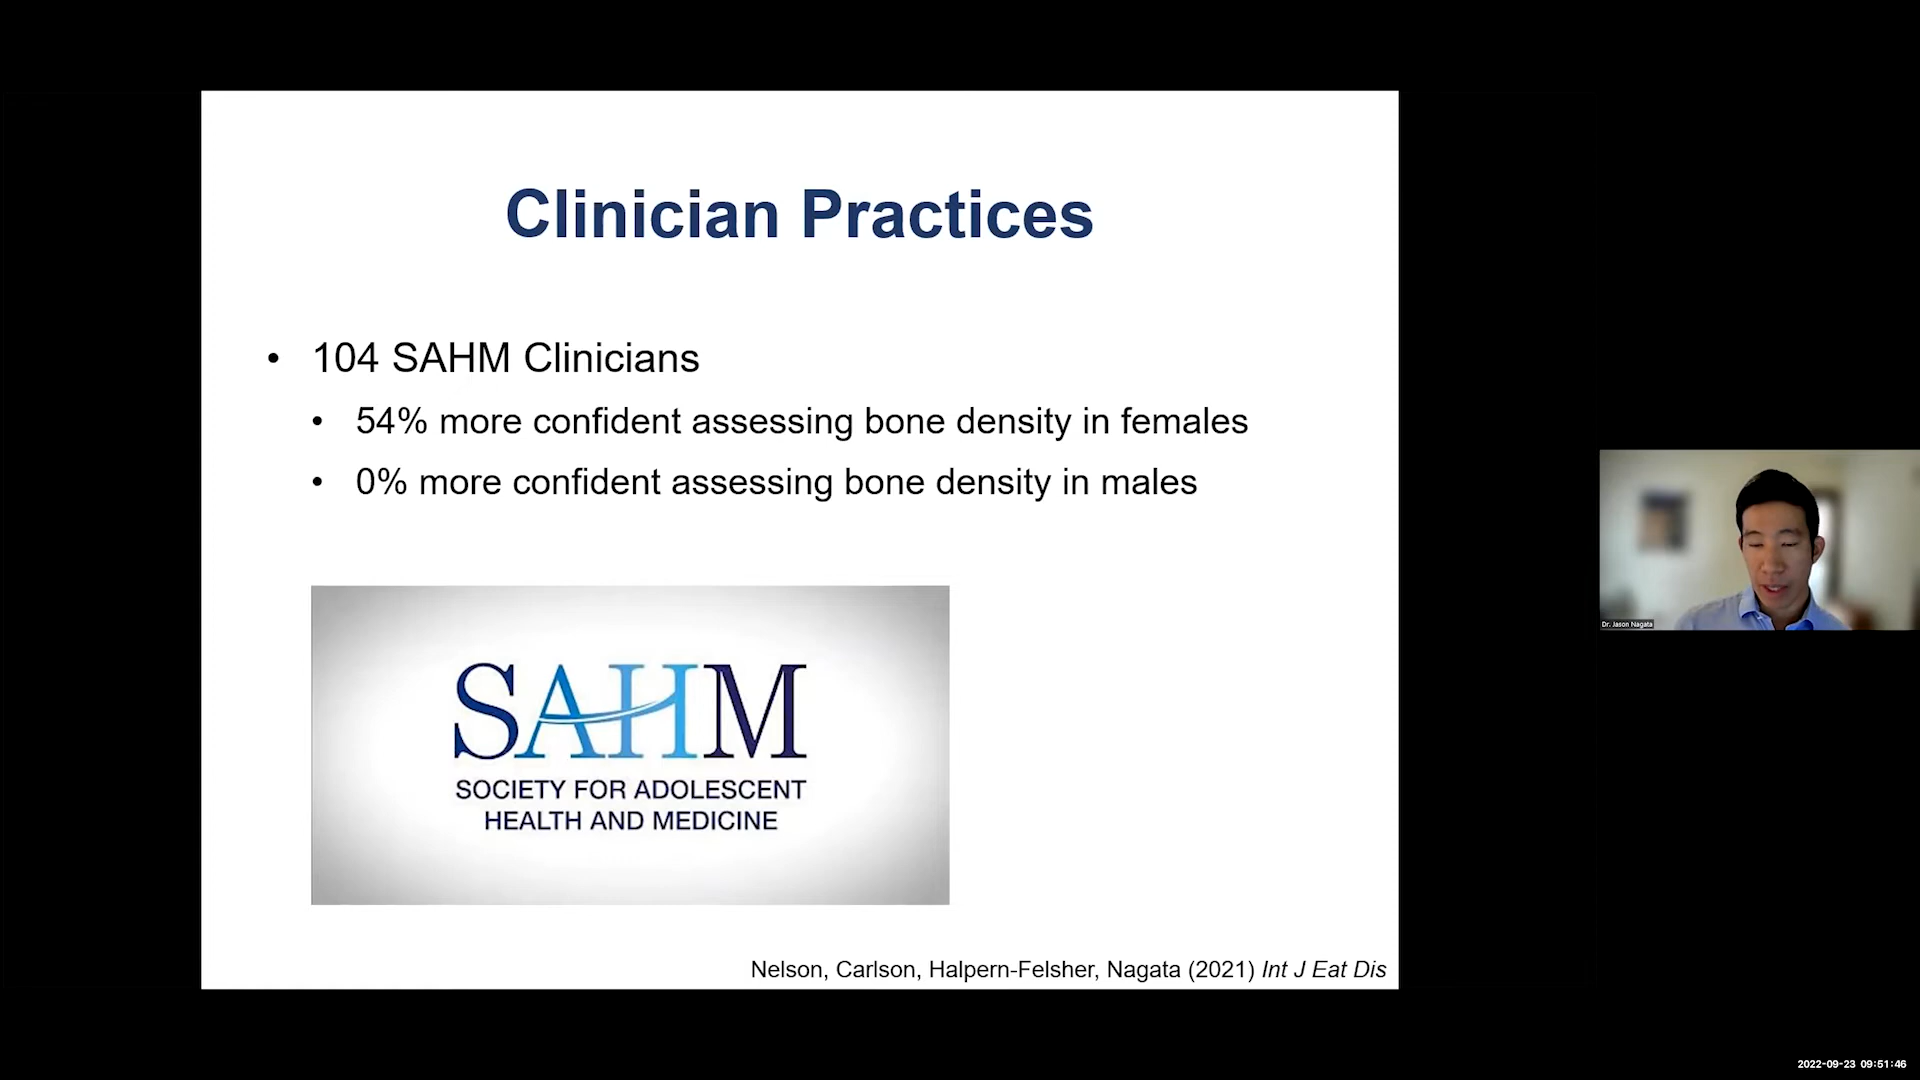 Clinician Practices
• 104 SAHM Clinicians
• 54% more confident assessing bone density in females
• 0% more confident assessing bone density in males
SAHM
SOCIETY FOR ADOLESCENT
HEALTH AND MEDICINE
Nelson, Carlson, Halpern-Felsher, Nagata (2021) Int J Eat Dis
Dr. Jason Nagata
2022-09-23 09:51:46